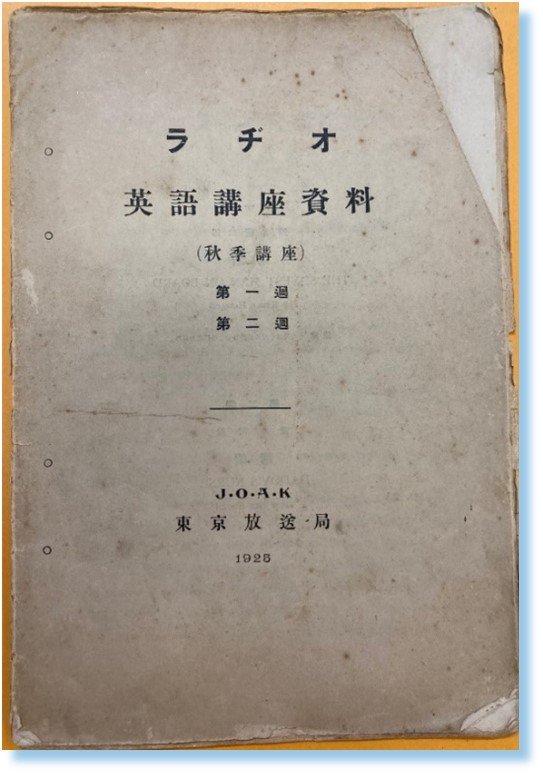 ラヂオ
英語講座資料
(秋季講座)
第一週
第二週
J・O・A・K
東京放送局
1925